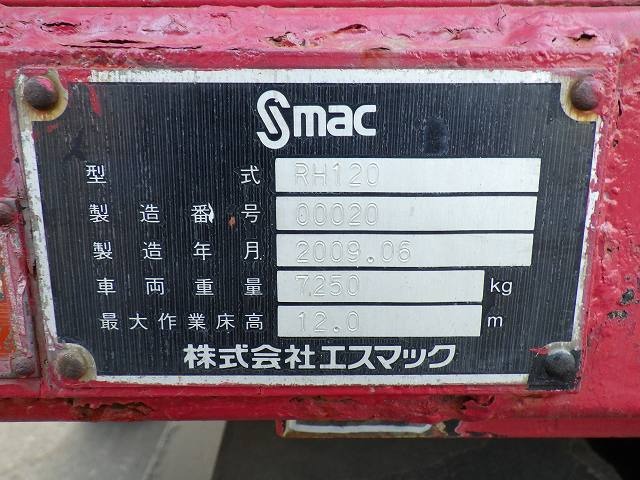 Smac
型式 RH120
製造番号 00020
製造年月 2009.06
車両重量 7250 kg
最大作業床高 12.0 m
株式会社エスマック